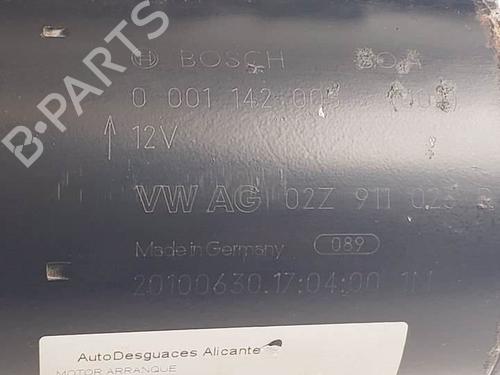 B-PARTS
BOSCH
0 001 142
12V
VW AG 02Z 911
Made in Germany 089
20100630.17:04:00 1M
AutoDesguaces Alicante
MOTOR ARRANQUE